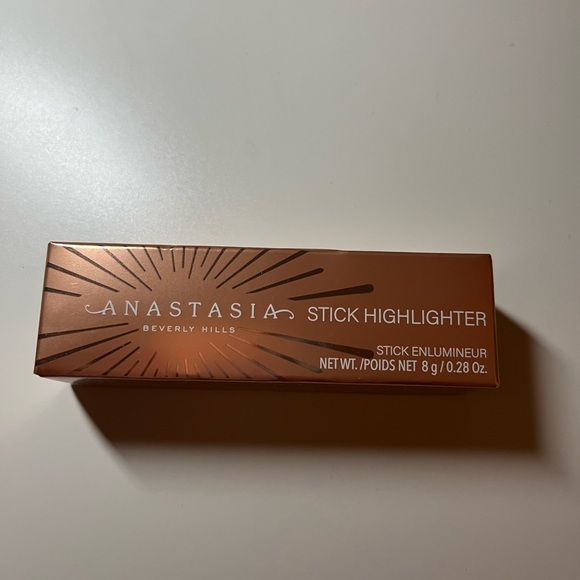 ANASTASIA
BEVERLY HILLS
STICK HIGHLIGHTER
STICK ENLUMINEUR
NET WT. /POIDS NET 8 g / 0.28 Oz.